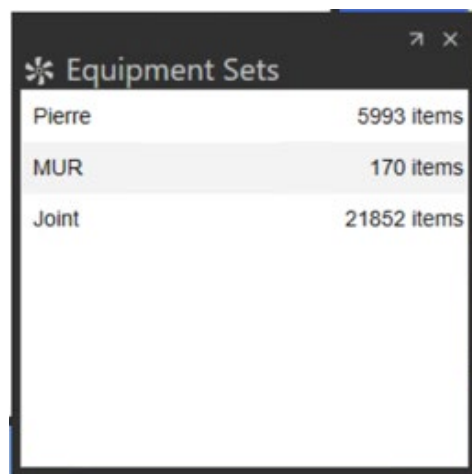 Equipment Sets
Pierre 5993 items
MUR 170 items
Joint 21852 items